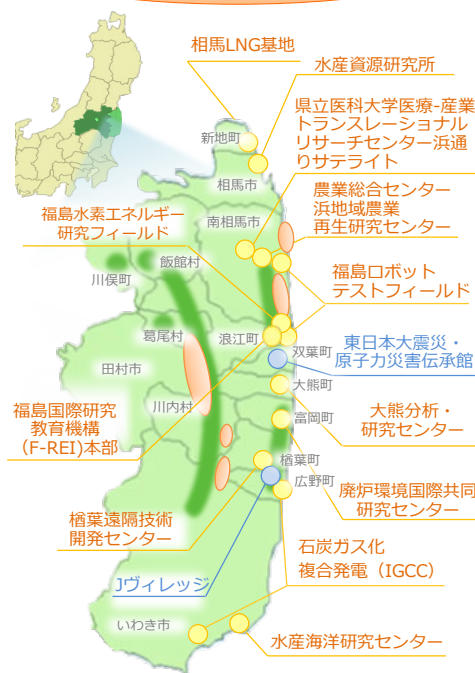 相馬LNG基地
水産資源研究所
県立医科大学医療-産業
トランスレーショナル
リサーチセンター浜通
りサテライト
新地町
相馬市
農業総合センター
浜地域農業
再生研究センター
福島水素エネルギー
研究フィールド
南相馬市
飯館村
川俣町
福島ロボット
テストフィールド
葛尾村
浪江町
双葉町
東日本大震災・
原子力災害伝承館
田村市
大熊町
福島国際研究
教育機構
（F-REI)本部
川内村
富岡町
大熊分析・
研究センター
楢葉町
広野町
廃炉環境国際共同
研究センター
楢葉遠隔技術
開発センター
石炭ガス化
複合発電（IGCC）
Jヴィレッジ
いわき市
水産海洋研究センター